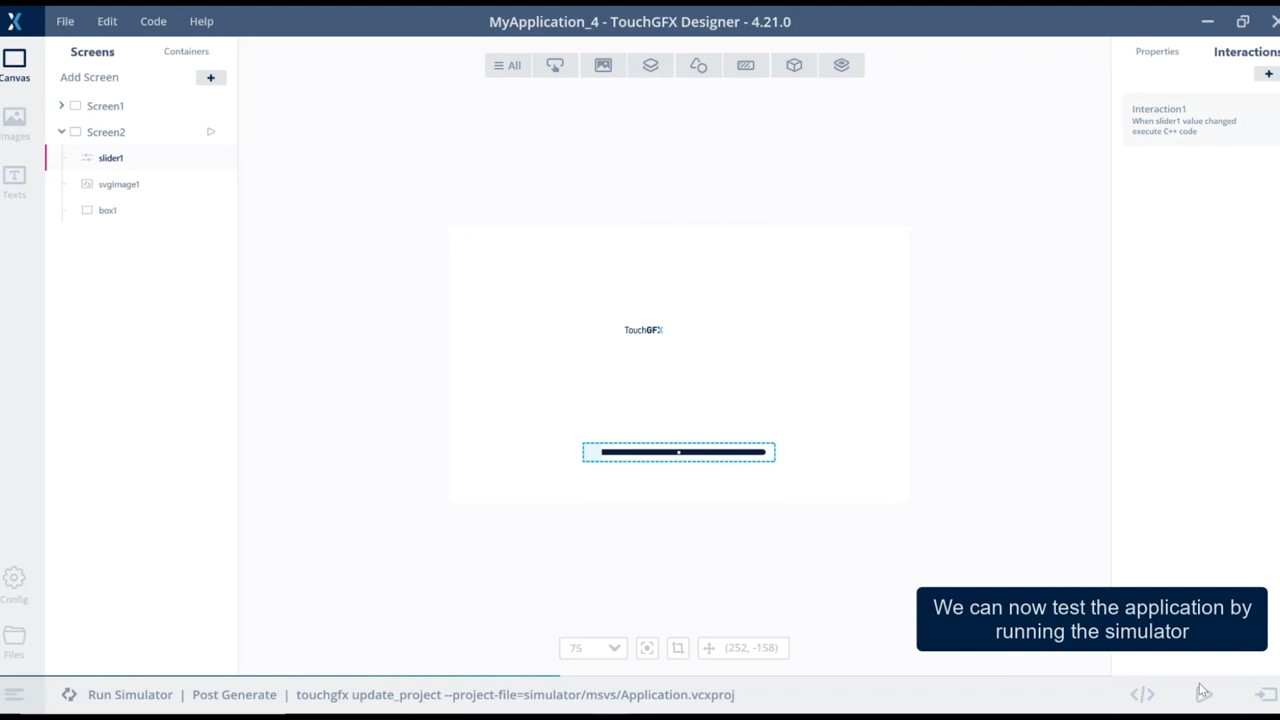 File Edit Code Help
MyApplication_4 - TouchGFX Designer - 4.21.0
Canvas
Images
Texts
Config
Files
Screens Containers
Add Screen +
Screen1
Screen2
slider1
svgImage1
box1
All
TouchGFX
75
(252, -158)
Properties Interactions
+
Interaction1
When slider1 value changed
execute C++ code
We can now test the application by
running the simulator
Run Simulator | Post Generate | touchgfx update_project --project-file=simulator/msvs/Application.vcxproj